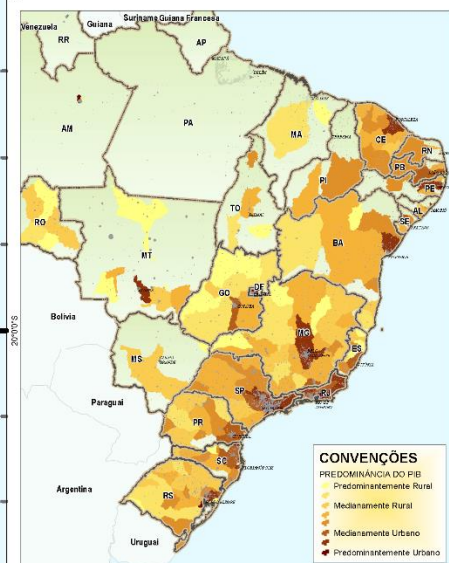 Venezuela
Guiana
Suriname
Guiana Francesa
RR
AP
AM
PA
MA
CE
RN
PB
PE
AL
SE
PI
TO
BA
RO
MT
GO
DF
MG
ES
MS
SP
RJ
PR
SC
RS
20°0'0"S
Bolivia
Paraguai
Argentina
Uruguai
CONVENÇÕES
PREDOMINÂNCIA DO PIB
Predominantemente Rural
Medianamente Rural
Medianamente Urbano
Predominantemente Urbano